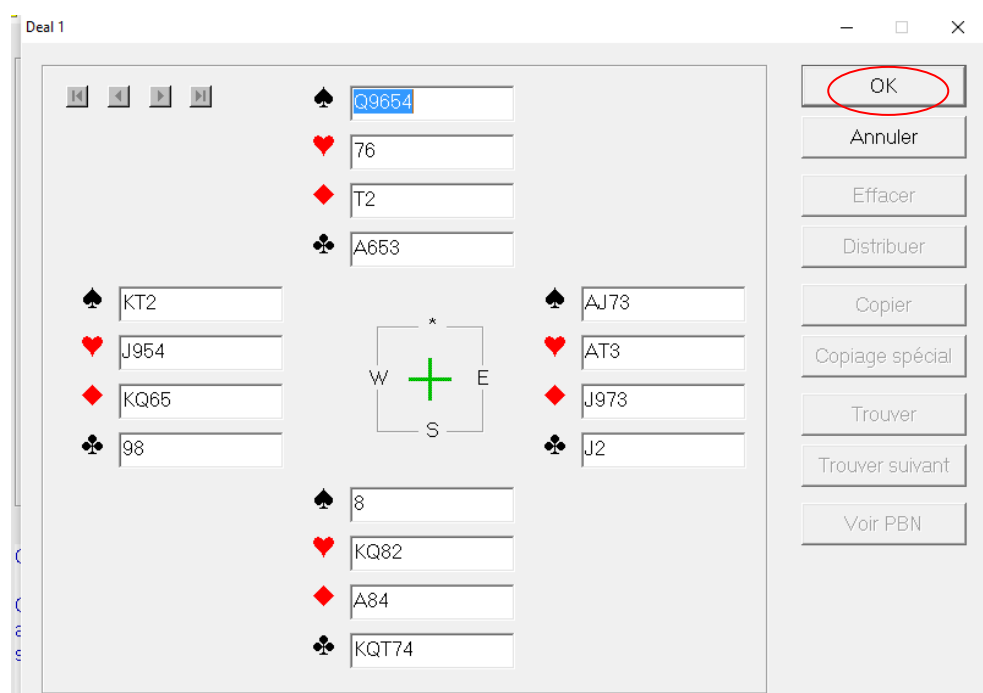 Deal 1
Q9654
76
T2
A653
KT2
J954
KQ65
98
*
W E
S
AJ73
AT3
J973
J2
8
KQ82
A84
KQT74
OK
Annuler
Effacer
Distribuer
Copier
Copiage spécial
Trouver
Trouver suivant
Voir PBN